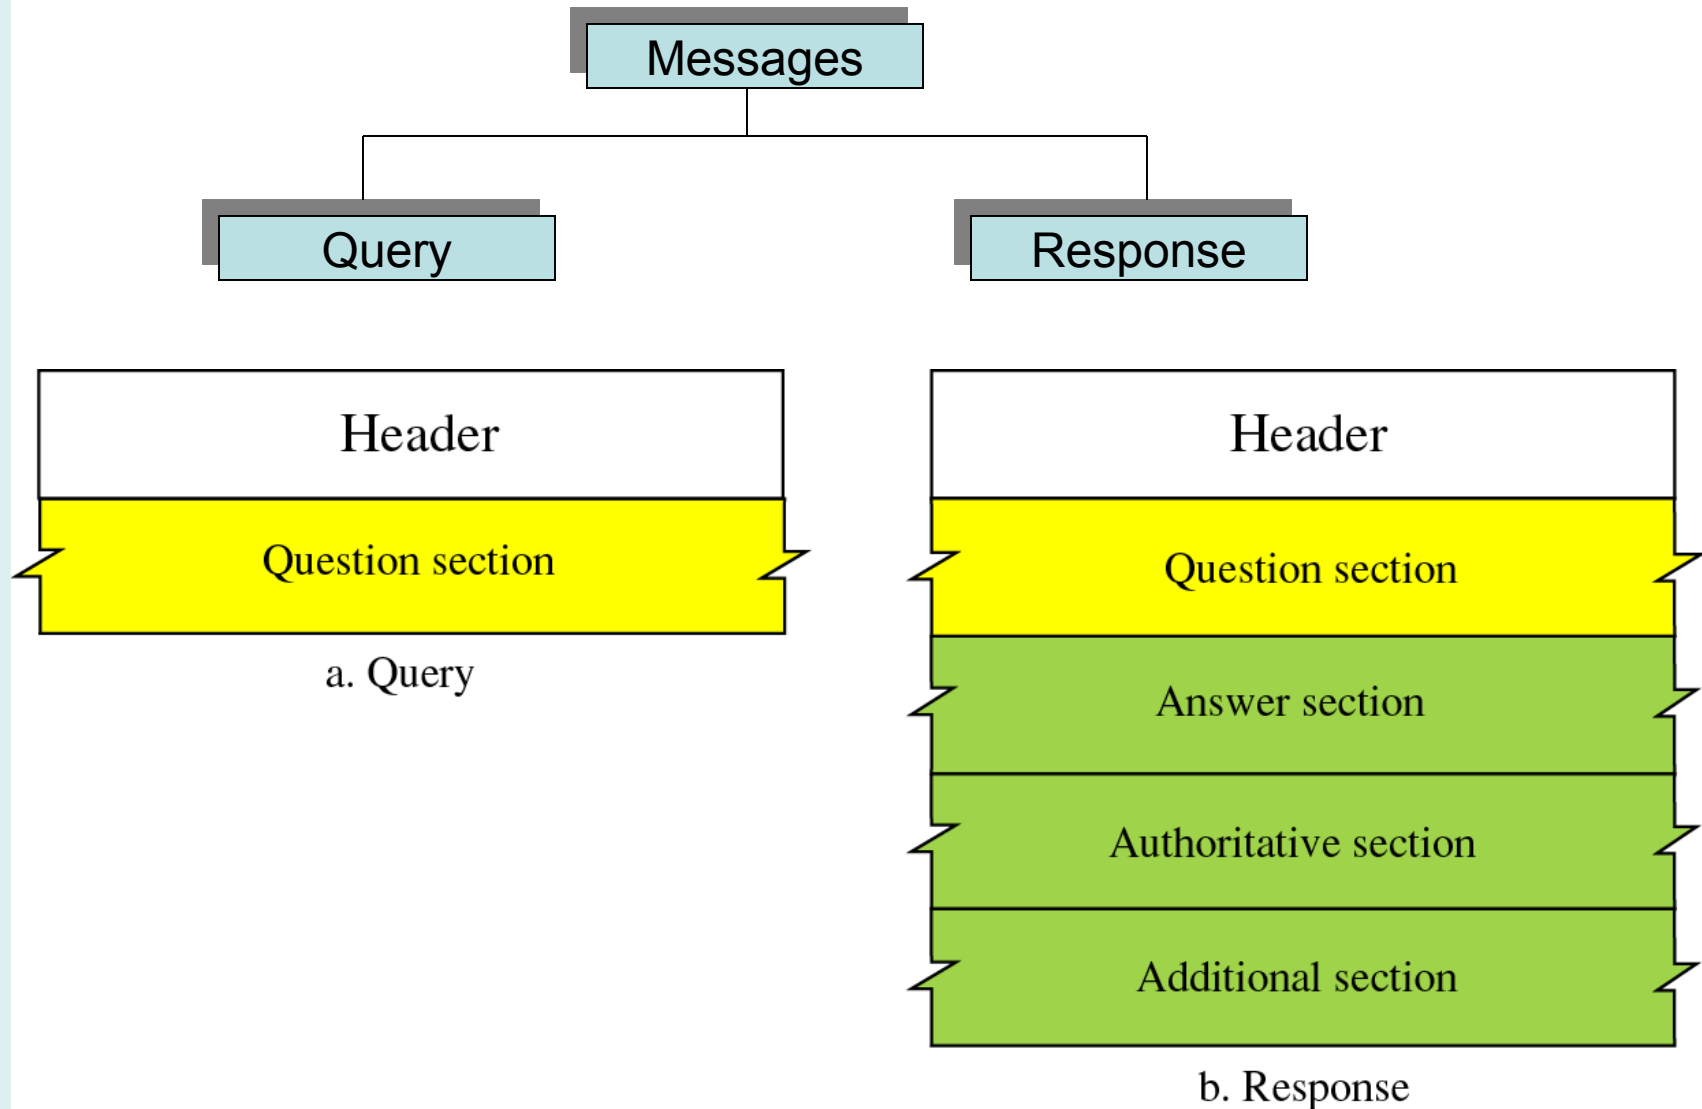 Messages
Query
Response
Header
Question section
a. Query
Header
Question section
Answer section
Authoritative section
Additional section
b. Response